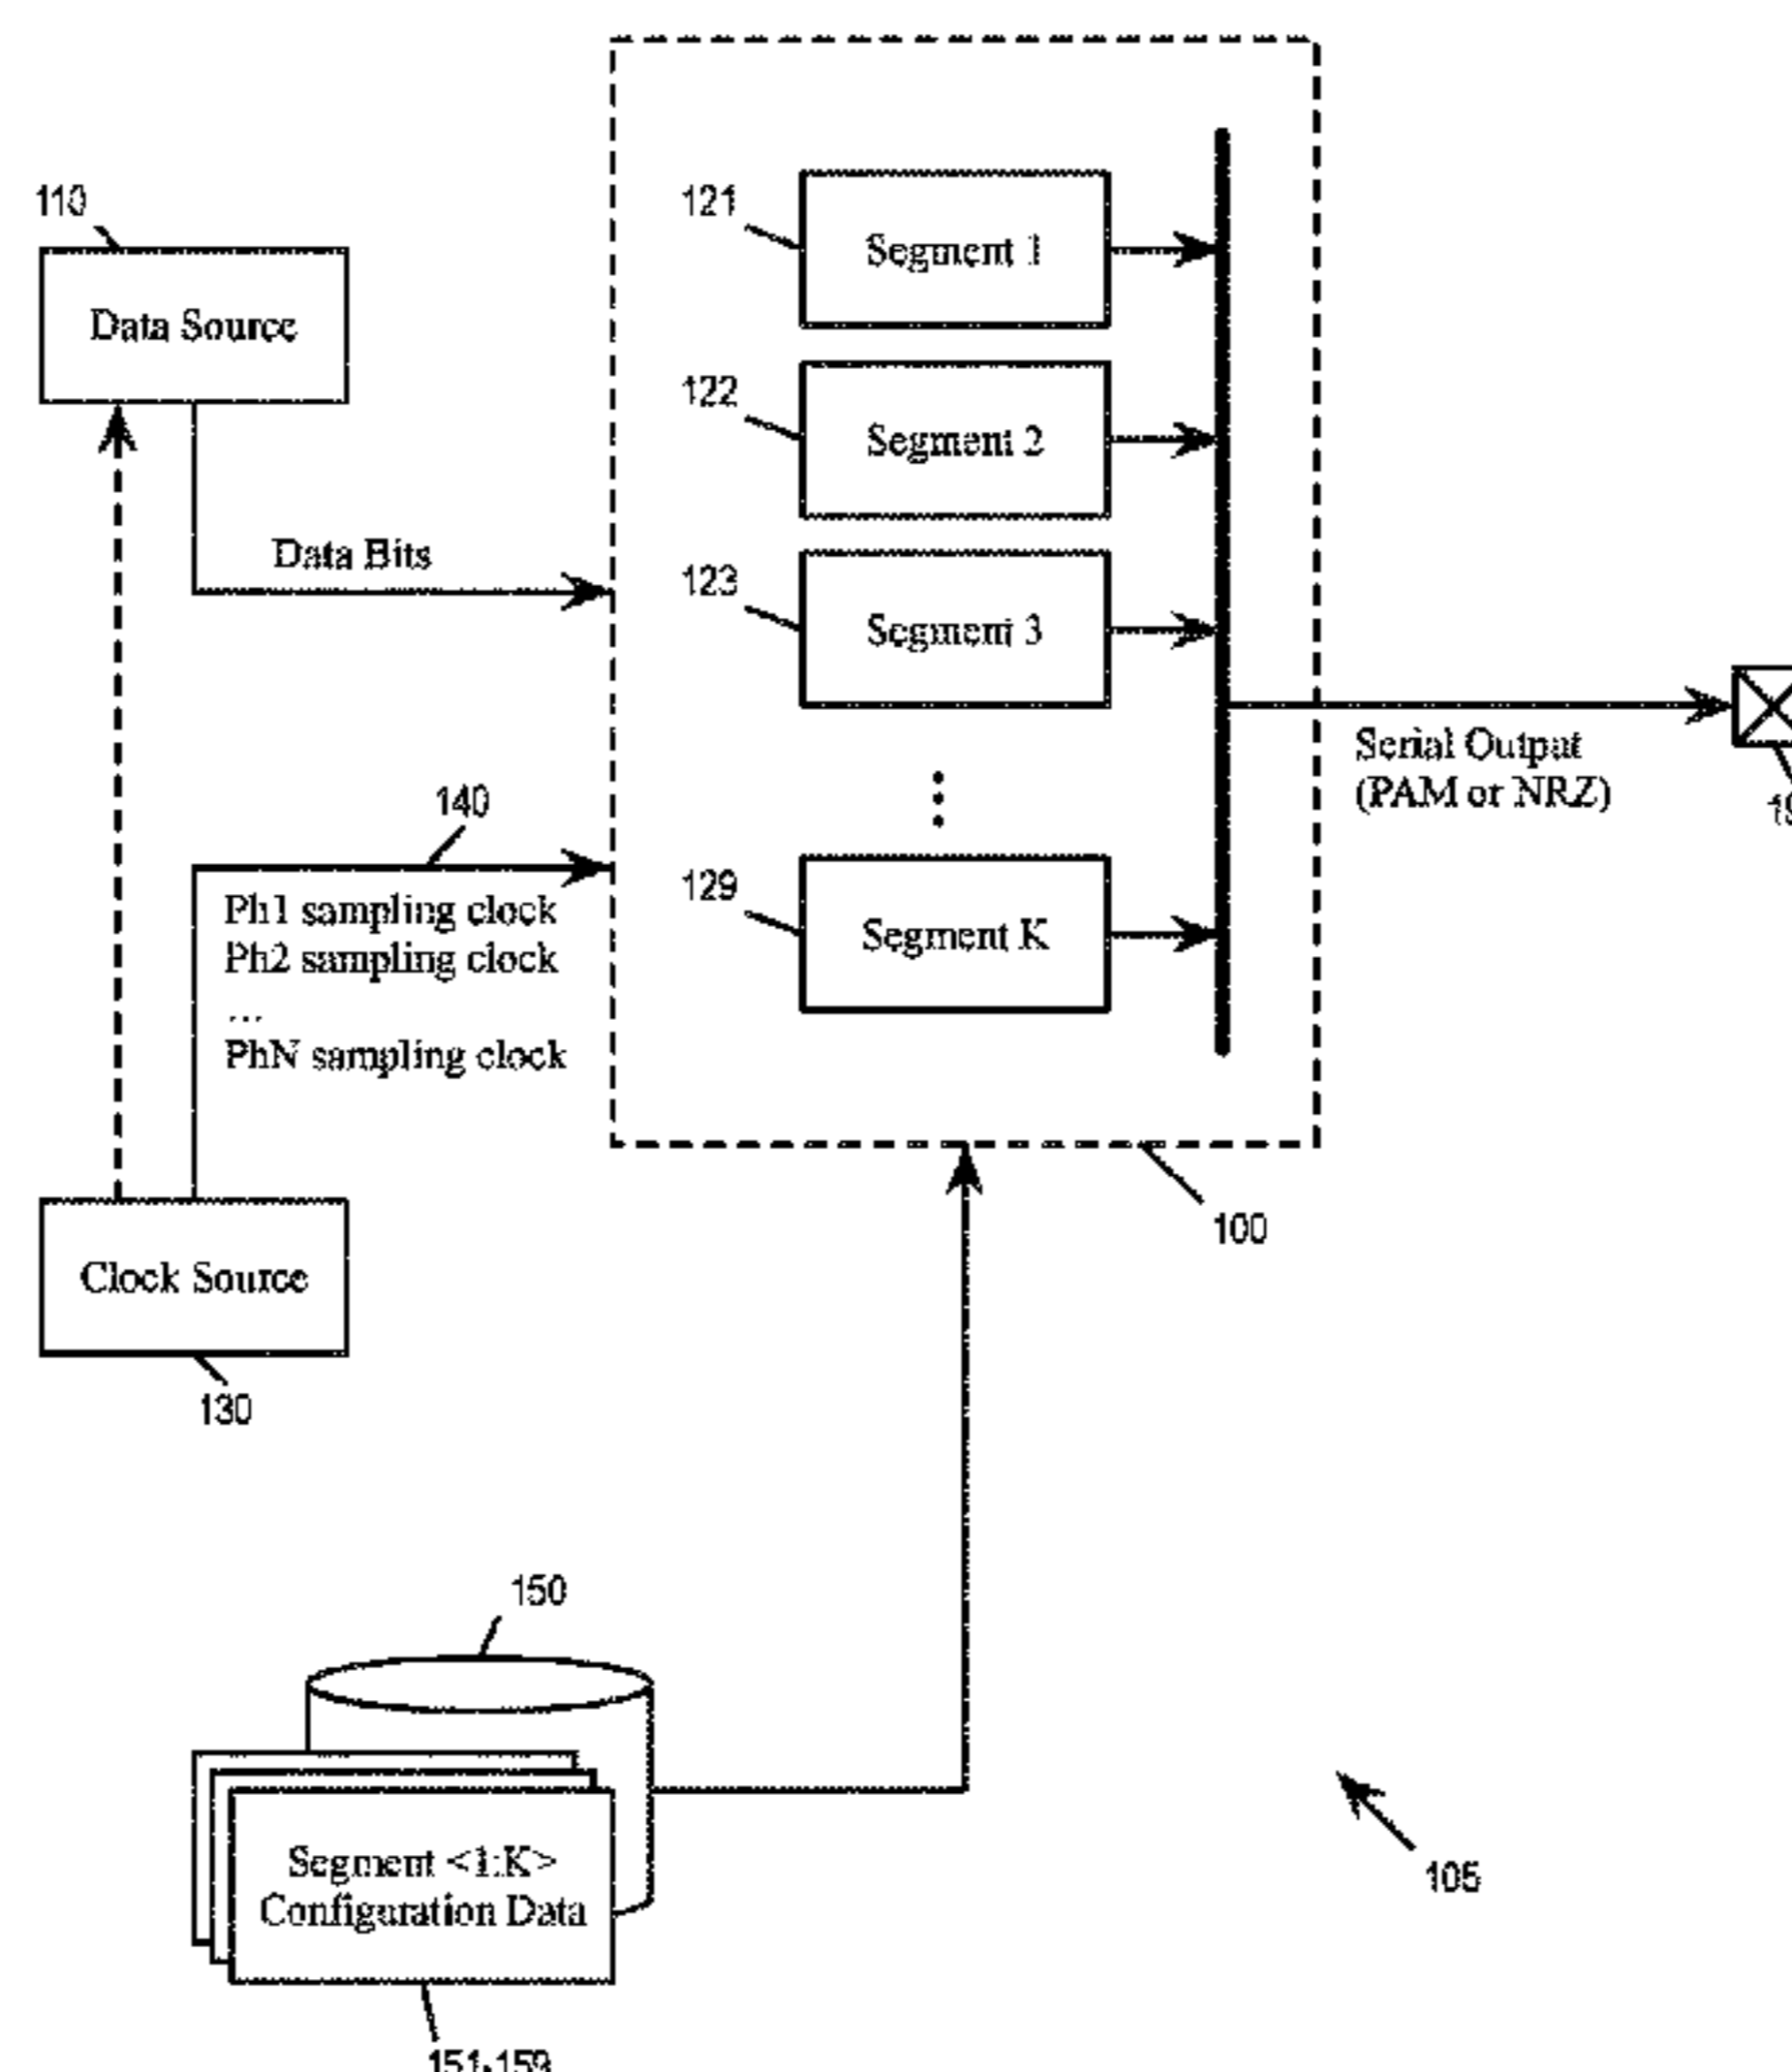 110
Data Source
Data Bits
121
Segment 1
122
Segment 2
123
Segment 3
129
Segment K
Serial Output
(PAM or NRZ)
140
Ph1 sampling clock
Ph2 sampling clock
...
PhN sampling clock
100
Clock Source
130
150
Segment <1:K>
Configuration Data
105